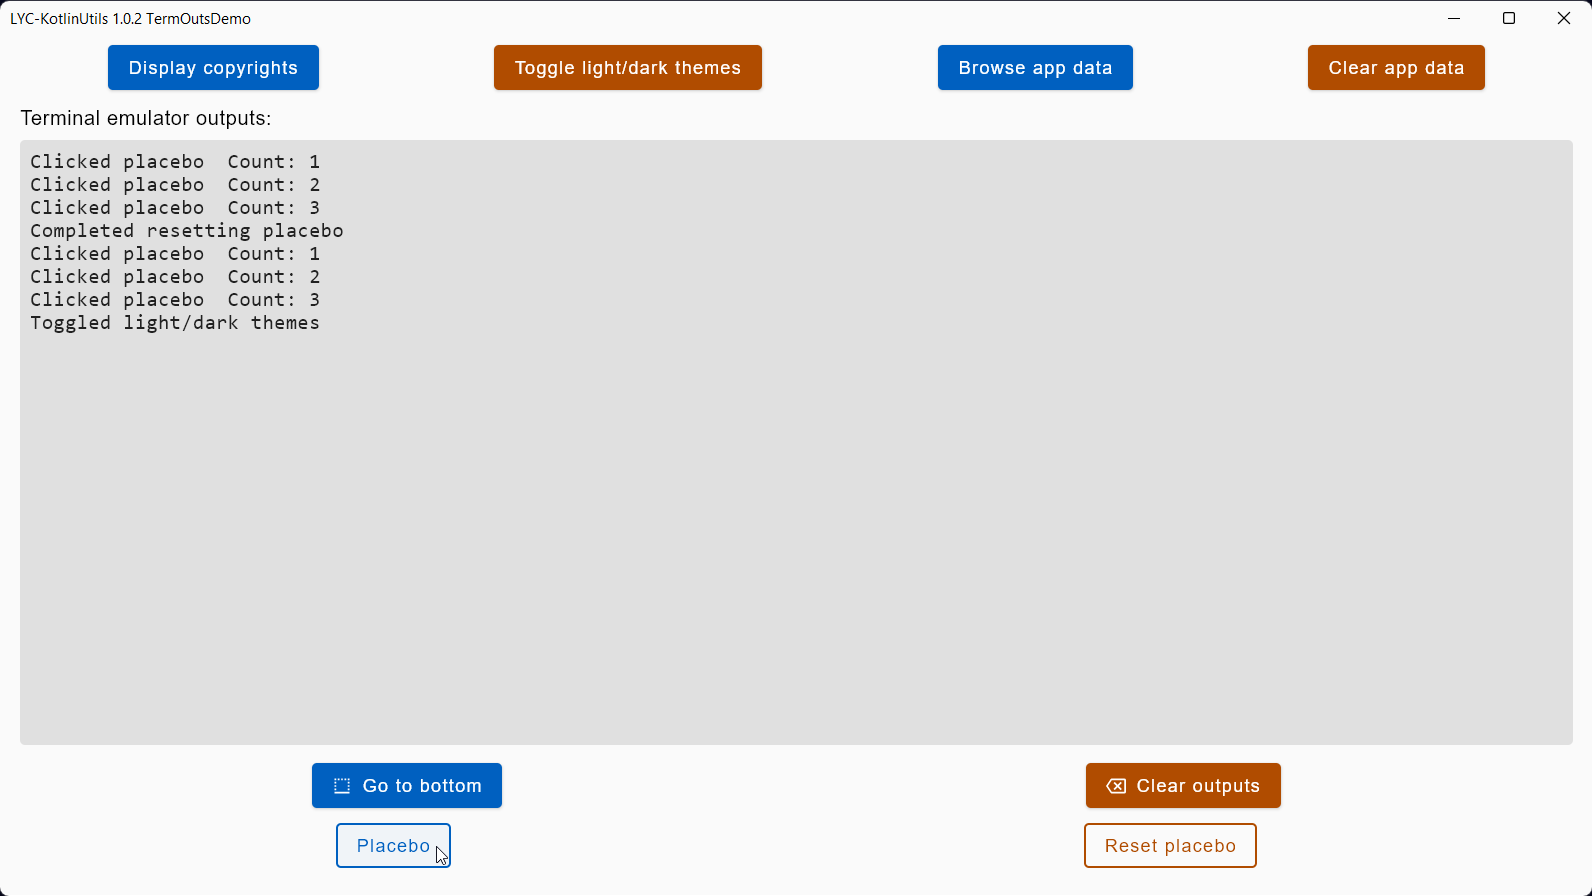 LYC-KotlinUtils 1.0.2 TermOutsDemo
Display copyrights
Toggle light/dark themes
Browse app data
Clear app data
Terminal emulator outputs:
Clicked placebo  Count: 1
Clicked placebo  Count: 2
Clicked placebo  Count: 3
Completed resetting placebo
Clicked placebo  Count: 1
Clicked placebo  Count: 2
Clicked placebo  Count: 3
Toggled light/dark themes
Go to bottom
Clear outputs
Placebo
Reset placebo